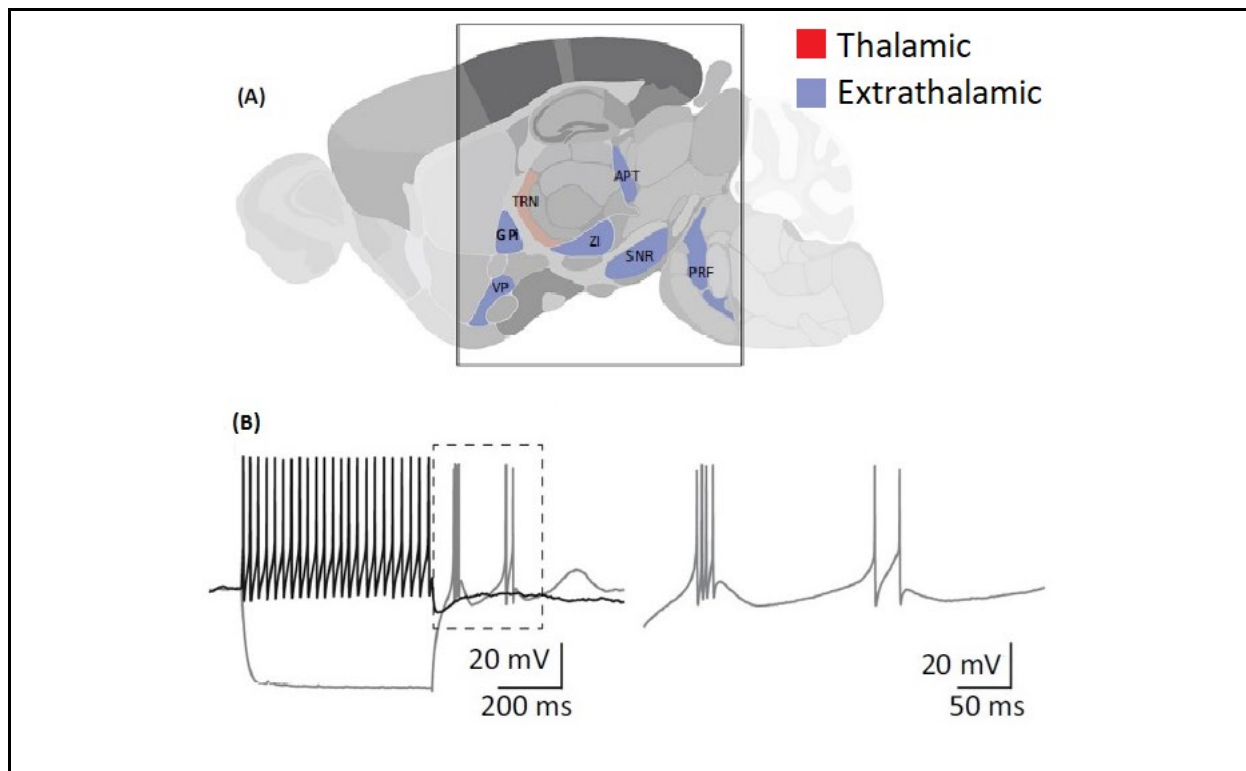 Thalamic
Extrathalamic
(A)
APT
TRN
GPi
ZI
SNR
PRF
VP
(B)
20 mV
200 ms
20 mV
50 ms